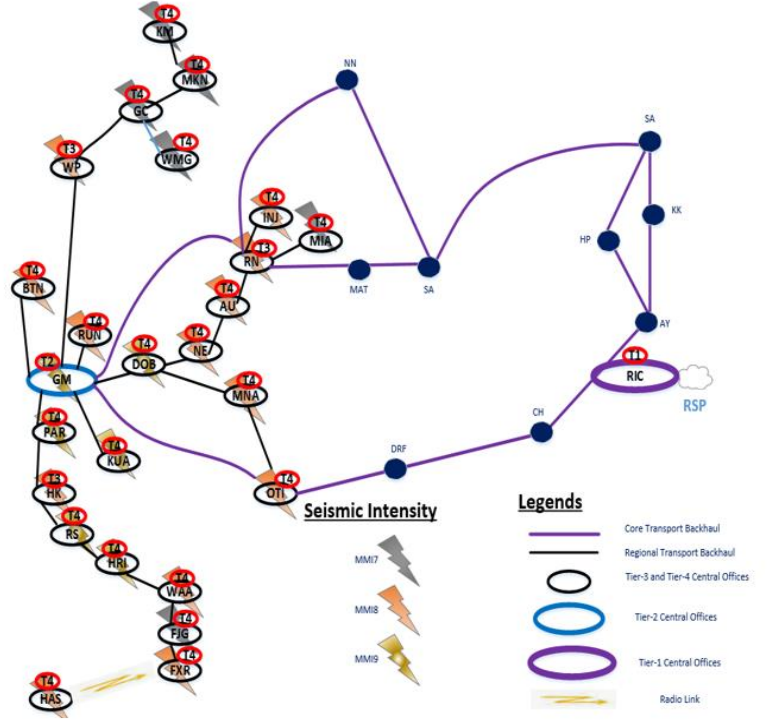 T4
KM
T4
MKN
T4
GC
T4
WMG
T3
WP
NN
SA
KK
HP
AY
T4
INJ
T4
MIA
T3
RN
MAT
SA
T4
BTN
T4
AU
T4
RUN
T4
NE
T4
DOB
T2
GM
T4
MNA
T1
RIC
RSP
CH
DRF
T4
PAR
T4
KUA
T4
OTI
T3
HK
T4
RS
T4
HRI
T4
WAA
T4
FJG
T4
FXR
T4
HAS
Seismic Intensity
MMI7
MMI8
MMI9
Legends
Core Transport Backhaul
Regional Transport Backhaul
Tier-3 and Tier-4 Central Offices
Tier-2 Central Offices
Tier-1 Central Offices
Radio Link